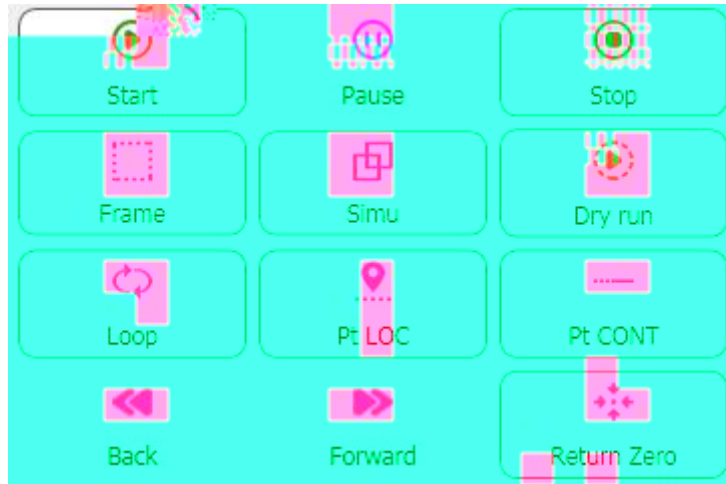 Start Pause Stop
Frame Simu Dry run
Loop Pt LOC Pt CONT
Back Forward Return Zero